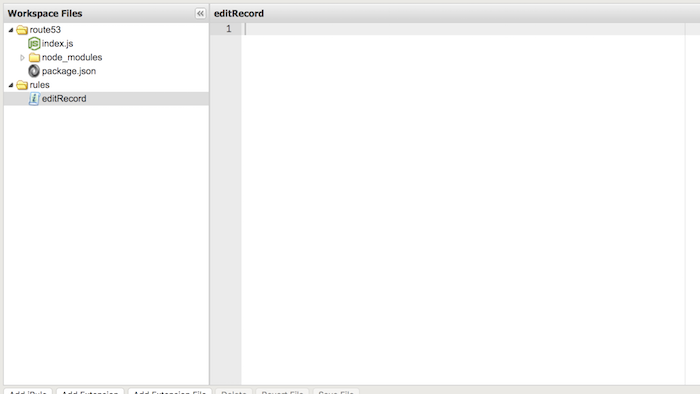 Workspace Files
editRecord
route53
index.js
node_modules
package.json
rules
editRecord
1
Add iRule Add Extension Add Extension File Delete Revert File Save File